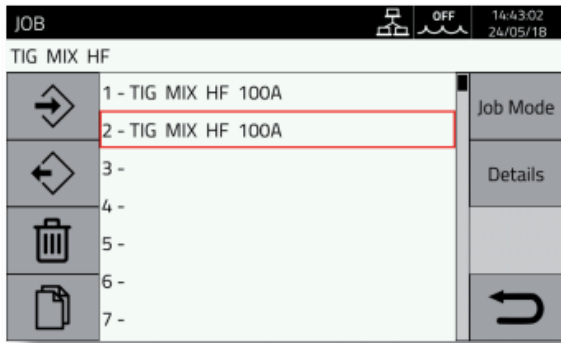 JOB
OFF
14:43:02
24/05/18
TIG MIX HF
1 - TIG MIX HF 100A
2 - TIG MIX HF 100A
3 -
4 -
5 -
6 -
7 -
Job Mode
Details